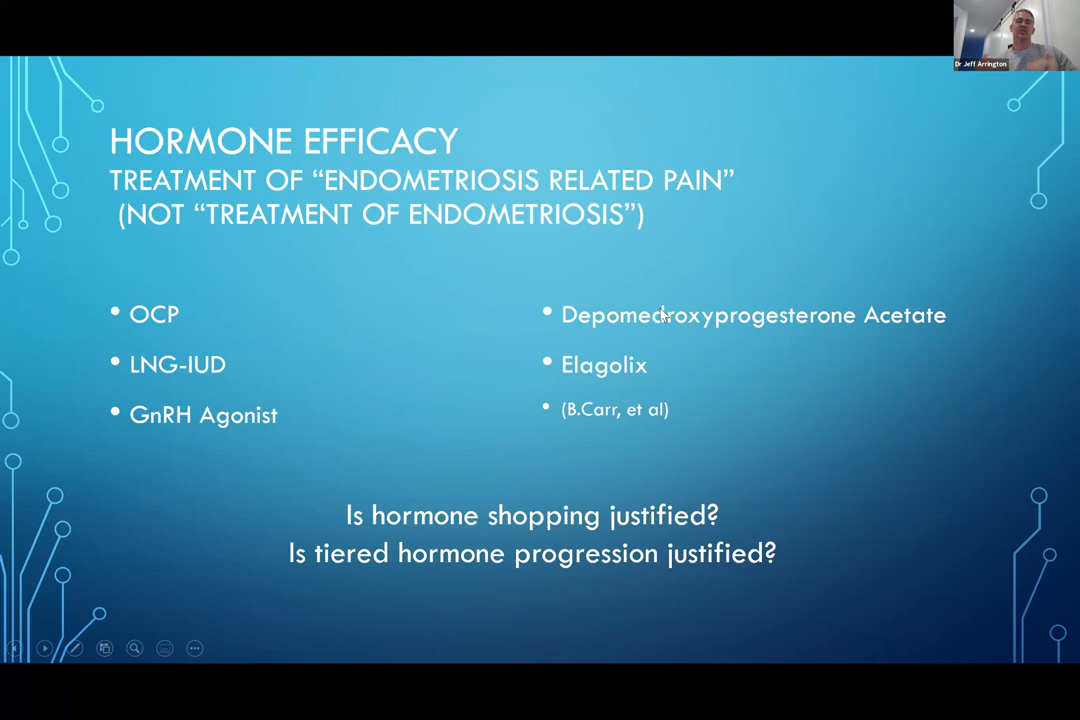 Dr Jeff Arrington
HORMONE EFFICACY
TREATMENT OF “ENDOMETRIOSIS RELATED PAIN”
(NOT “TREATMENT OF ENDOMETRIOSIS”)
• OCP
• LNG-IUD
• GnRH Agonist
• Depomedroxyprogesterone Acetate
• Elagolix
• (B.Carr, et al)
Is hormone shopping justified?
Is tiered hormone progression justified?